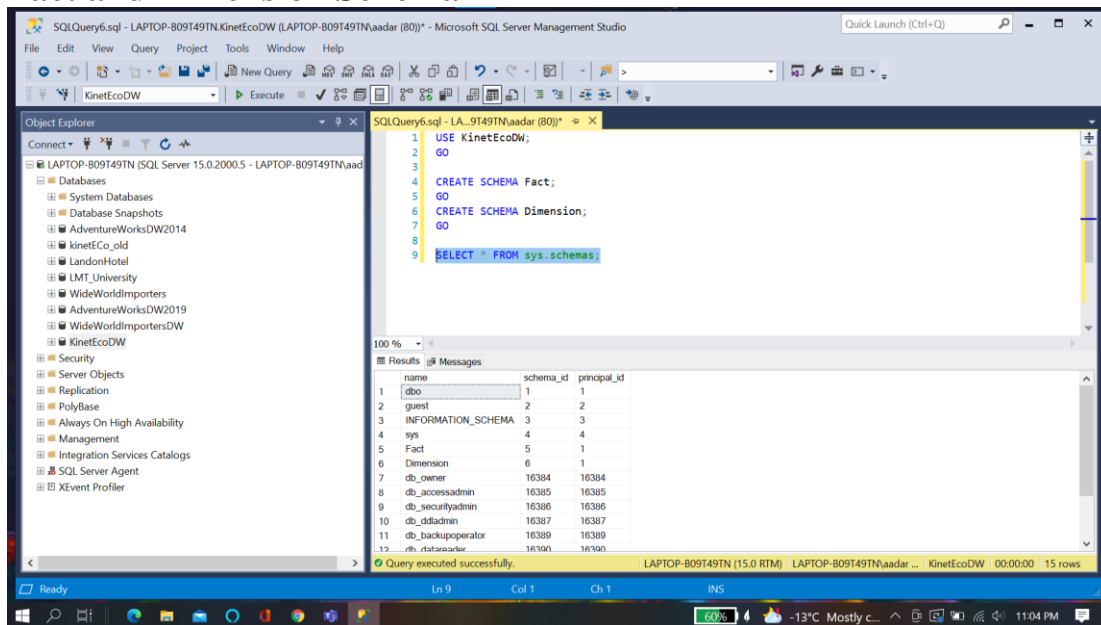 SQLQuery6.sql - LAPTOP-B09T49TN.KinetEcoDW (LAPTOP-B09T49TN\aadar (80))* - Microsoft SQL Server Management Studio
Quick Launch (Ctrl+Q)
File Edit View Query Project Tools Window Help
New Query
KinetEcoDW
Execute
Object Explorer
SQLQuery6.sql - LA...9T49TN\aadar (80))*
Connect
LAPTOP-B09T49TN (SQL Server 15.0.2000.5 - LAPTOP-B09T49TN\aad
Databases
System Databases
Database Snapshots
AdventureWorksDW2014
kinetECo_old
LandonHotel
LMT_University
WideWorldImporters
AdventureWorksDW2019
WideWorldImportersDW
KinetEcoDW
Security
Server Objects
Replication
PolyBase
Always On High Availability
Management
Integration Services Catalogs
SQL Server Agent
XEvent Profiler
1 USE KinetEcoDW;
2 GO
3
4 CREATE SCHEMA Fact;
5 GO
6 CREATE SCHEMA Dimension;
7 GO
8
9 SELECT * FROM sys.schemas;
100 %
Results Messages
name schema_id principal_id
1 dbo 1 1
2 guest 2 2
3 INFORMATION_SCHEMA 3 3
4 sys 4 4
5 Fact 5 1
6 Dimension 6 1
7 db_owner 16384 16384
8 db_accessadmin 16385 16385
9 db_securityadmin 16386 16386
10 db_ddladmin 16387 16387
11 db_backupoperator 16389 16389
12 db_datareader 16390 16390
Query executed successfully.
LAPTOP-B09T49TN (15.0 RTM) LAPTOP-B09T49TN\aadar ... KinetEcoDW 00:00:00 15 rows
Ready Ln 9 Col 1 Ch 1 INS
60% -13°C Mostly c... 11:04 PM